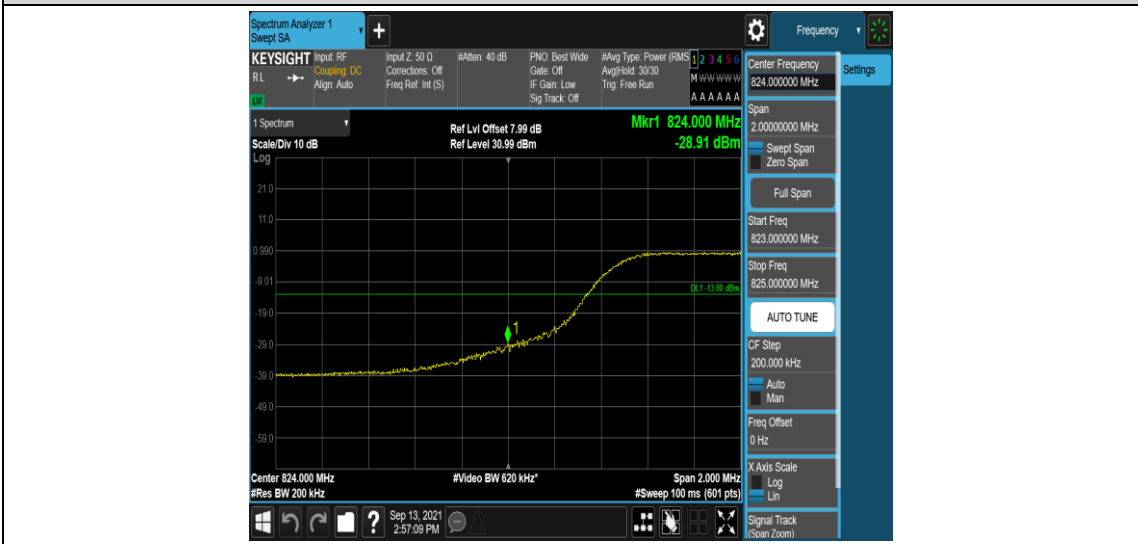 Spectrum Analyzer 1
Swept SA
+
Frequency
KEYSIGHT
RL
LXI
Input: RF
Coupling: DC
Align: Auto
Input Z: 50 Ω
Corrections: Off
Freq Ref: Int (S)
#Atten: 40 dB
PNO: Best Wide
Gate: Off
IF Gain: Low
Sig Track: Off
#Avg Type: Power (RMS
Avg|Hold: 30/30
Trig: Free Run
1 2 3 4 5 6
M W W W W W
A A A A A A
Center Frequency
824.000000 MHz
Settings
Span
2.00000000 MHz
Swept Span
Zero Span
Full Span
Start Freq
823.000000 MHz
Stop Freq
825.000000 MHz
AUTO TUNE
CF Step
200.000 kHz
Auto
Man
Freq Offset
0 Hz
X Axis Scale
Log
Lin
Signal Track
(Span Zoom)
1 Spectrum
Scale/Div 10 dB
Log
Ref Lvl Offset 7.99 dB
Ref Level 30.99 dBm
Mkr1 824.000 MHz
-28.91 dBm
21.0
11.0
0.990
-9.01
DL1 -13.00 dBm
-19.0
1
-29.0
-39.0
-49.0
-59.0
Center 824.000 MHz
#Video BW 620 kHz*
Span 2.000 MHz
#Res BW 200 kHz
#Sweep 100 ms (601 pts)
?
Sep 13, 2021
2:57:09 PM